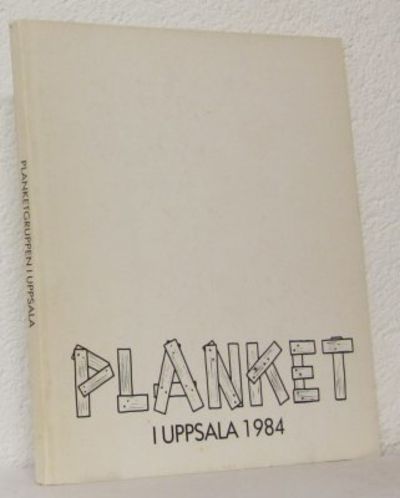 PLANKETGRUPPEN I UPPSALA
PLANKET
I UPPSALA 1984